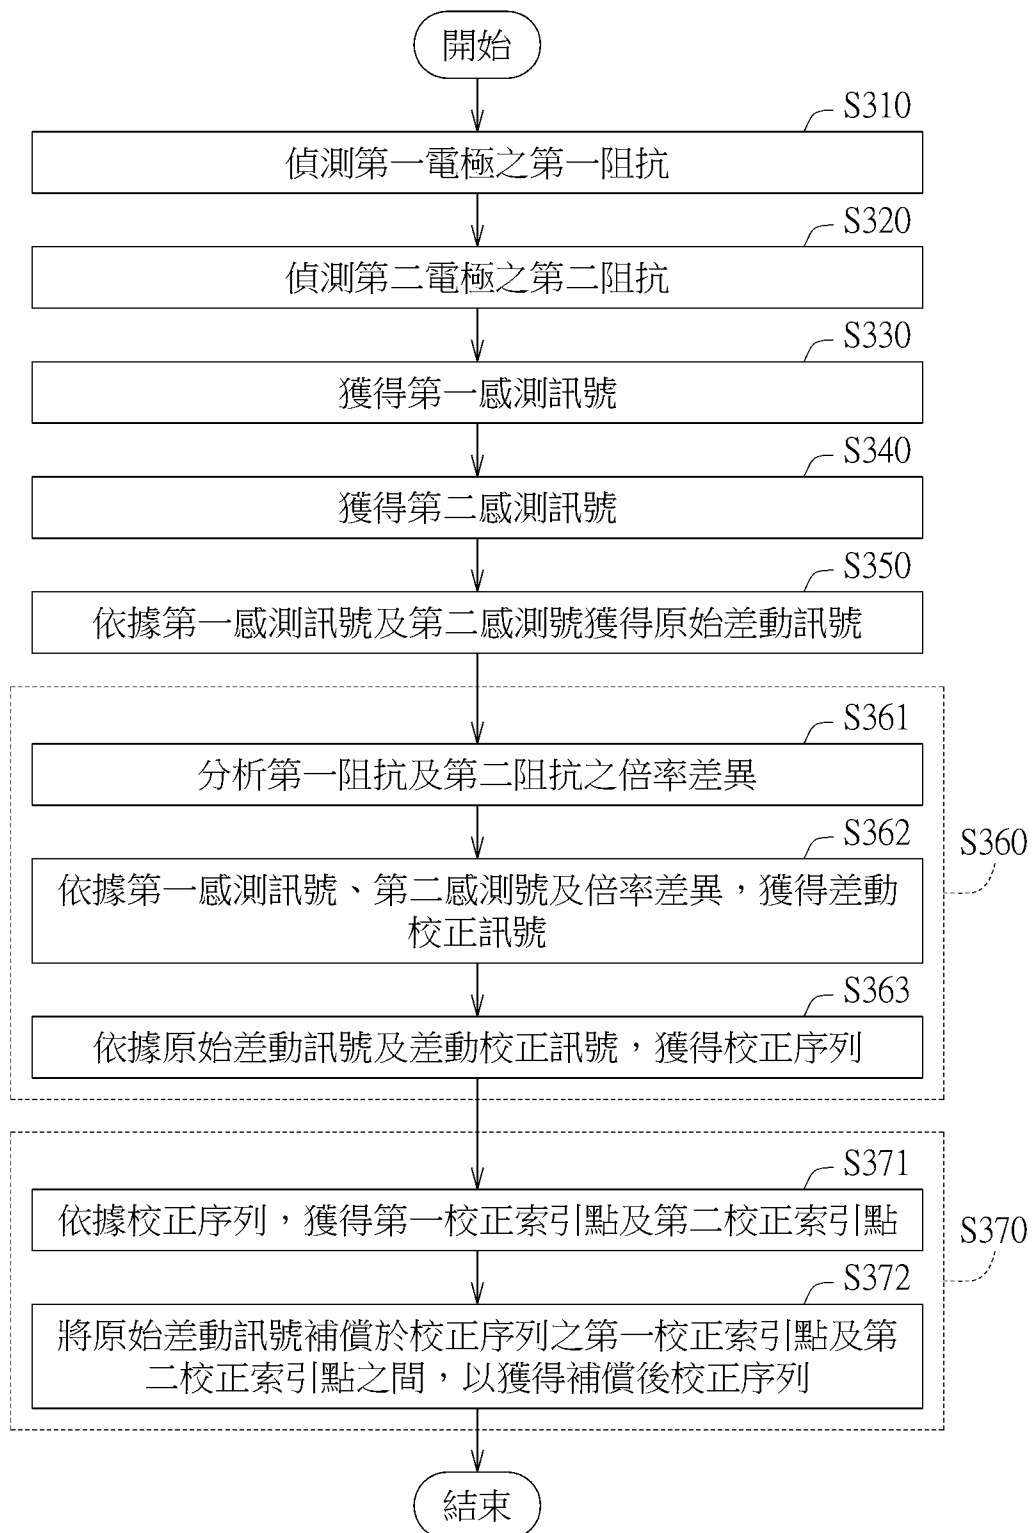 開始
S310
偵測第一電極之第一阻抗
S320
偵測第二電極之第二阻抗
S330
獲得第一感測訊號
S340
獲得第二感測訊號
S350
依據第一感測訊號及第二感測號獲得原始差動訊號
S361
分析第一阻抗及第二阻抗之倍率差異
S360
S362
依據第一感測訊號、第二感測號及倍率差異，獲得差動
校正訊號
S363
依據原始差動訊號及差動校正訊號，獲得校正序列
S371
依據校正序列，獲得第一校正索引點及第二校正索引點
S370
S372
將原始差動訊號補償於校正序列之第一校正索引點及第
二校正索引點之間，以獲得補償後校正序列
結束